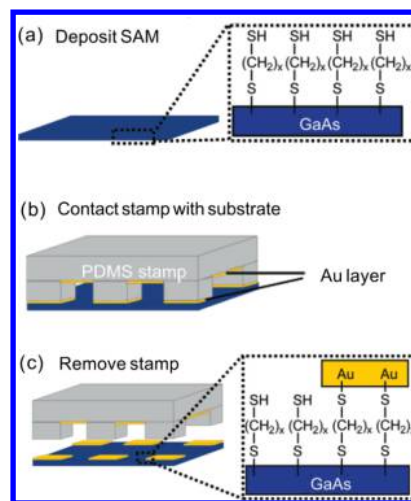 (a) Deposit SAM
SH SH SH SH
(CH₂)ₓ (CH₂)ₓ (CH₂)ₓ (CH₂)ₓ
S S S S
GaAs
(b) Contact stamp with substrate
PDMS stamp
Au layer
(c) Remove stamp
Au Au
SH SH S S
(CH₂)ₓ (CH₂)ₓ (CH₂)ₓ (CH₂)ₓ
S S S S
GaAs